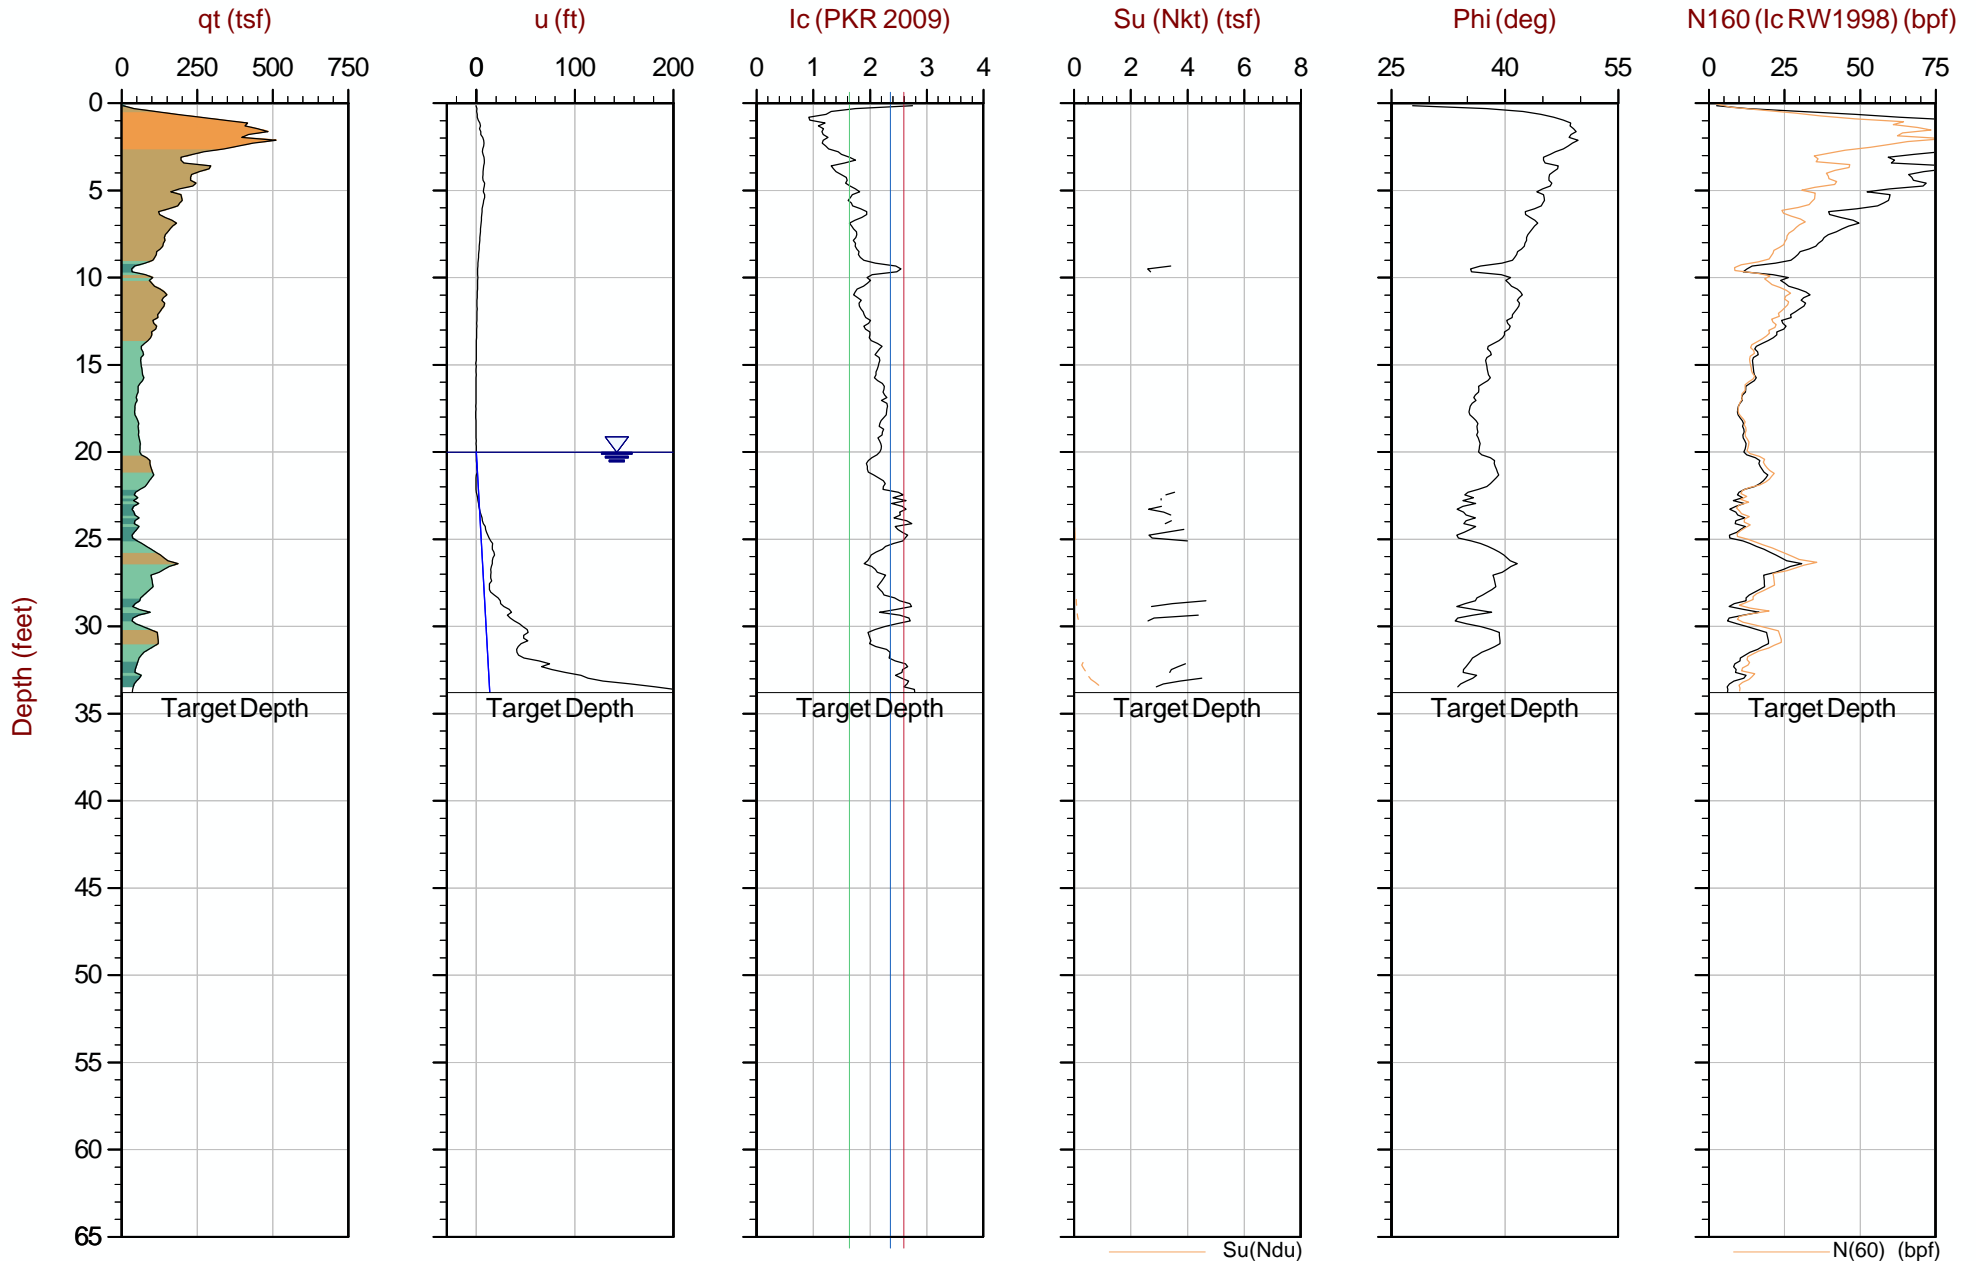 qt (tsf) u (ft) Ic (PKR 2009) Su (Nkt) (tsf) Phi (deg) N160 (Ic RW1998) (bpf)
0 250 500 750 0 100 200 0 1 2 3 4 0 2 4 6 8 25 40 55 0 25 50 75
0
5
10
15
20
25
30
35
40
45
50
55
60
65
Depth (feet)
Target Depth Target Depth Target Depth Target Depth Target Depth Target Depth
Su(Ndu) N(60) (bpf)